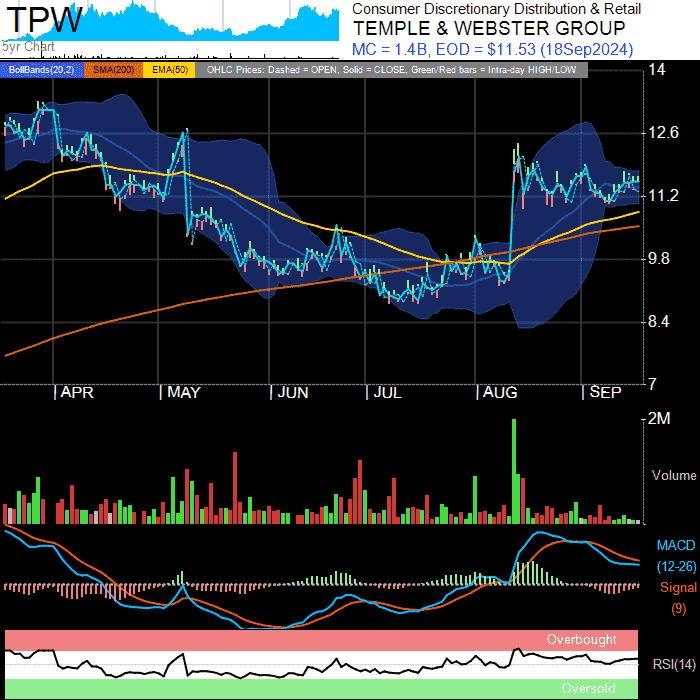 TPW
5yr Chart
Consumer Discretionary Distribution & Retail
TEMPLE & WEBSTER GROUP
MC = 1.4B, EOD = $11.53 (18Sep2024)
BollBands(20,2) SMA(200) EMA(50) OHLC Prices: Dashed = OPEN, Solid = CLOSE, Green/Red bars = Intra-day HIGH/LOW
14
12.6
11.2
9.8
8.4
7
APR MAY JUN JUL AUG SEP
2M
Volume
0
MACD
(12-26)
Signal
(9)
Overbought
RSI(14)
Oversold